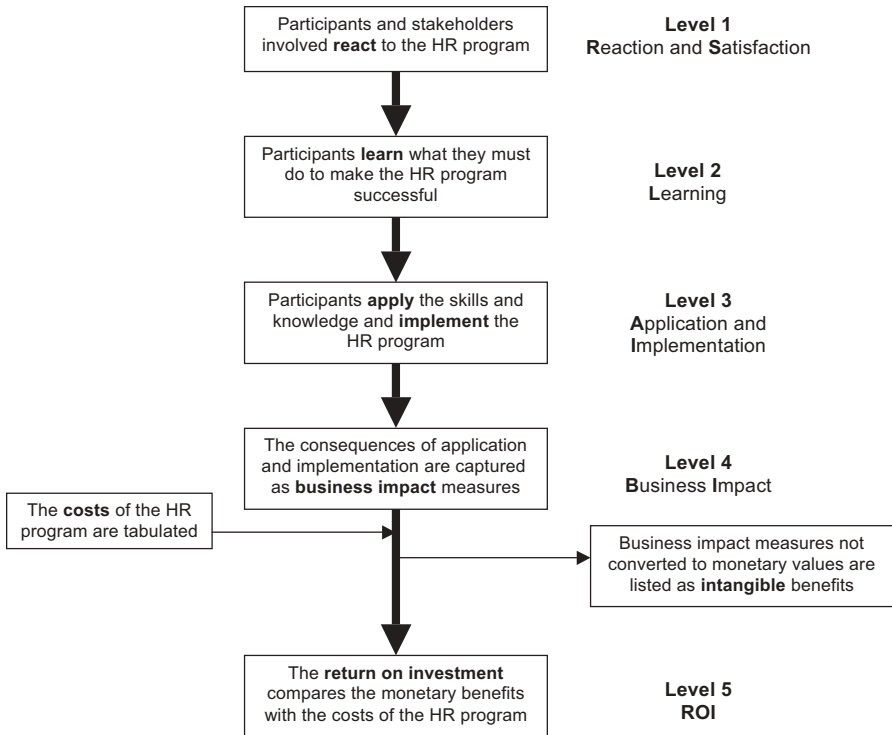 Participants and stakeholders
involved react to the HR program
Level 1
Reaction and Satisfaction
Participants learn what they must
do to make the HR program
successful
Level 2
Learning
Participants apply the skills and
knowledge and implement the
HR program
Level 3
Application and
Implementation
The consequences of application
and implementation are captured
as business impact measures
Level 4
Business Impact
The costs of the HR
program are tabulated
Business impact measures not
converted to monetary values are
listed as intangible benefits
The return on investment
compares the monetary benefits
with the costs of the HR program
Level 5
ROI